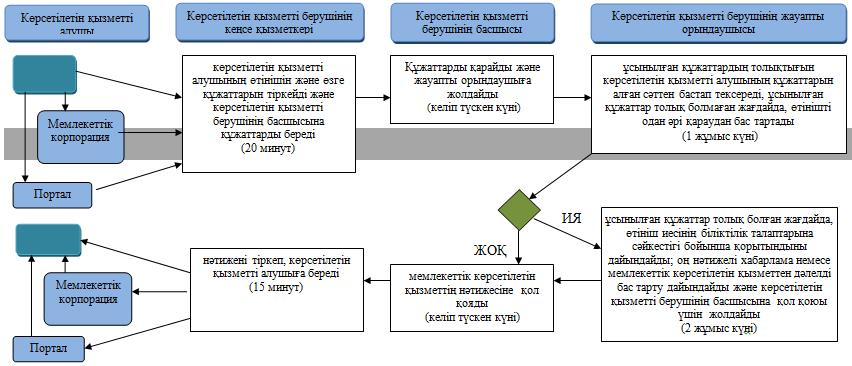 Көрсетілетін қызметті
алушы
Көрсетілетін қызметті берушінің
кеңсе қызметкері
Көрсетілетін қызметті
берушінің басшысы
Көрсетілетін қызметті берушінің жауапты
орындаушысы
Мемлекеттік
корпорация
Портал
көрсетілетін қызметті
алушының өтінішін және өзге
құжаттарын тіркейді және
көрсетілетін қызметті
берушінің басшысына
құжаттарды береді
(20 минут)
Құжаттарды қарайды және
жауапты орындаушыға
жолдайды
(келіп түскен күні)
ұсынылған құжаттардың толықтығын
көрсетілетін қызметті алушының құжаттарын
алған сәттен бастап тексереді, ұсынылған
құжаттар толық болмаған жағдайда, өтінішті
одан әрі қараудан бас тартады
(1 жұмыс күні)
ИЯ
ЖОҚ
Мемлекеттік
корпорация
Портал
нәтижені тіркеп, көрсетілетін
қызметті алушыға береді
(15 минут)
мемлекеттік көрсетілетін
қызметтің нәтижесіне қол
қояды
(келіп түскен күні)
ұсынылған құжаттар толық болған жағдайда,
өтініш иесінің біліктілік талаптарына
сәйкестігі бойынша қорытындыны
дайындайды; оң нәтижелі хабарлама немесе
мемлекеттік көрсетілетін қызметтен дәлелді
бас тарту дайындайды және көрсетілетін
қызметті берушінің басшысына қол қоюы
үшін жолдайды
(2 жұмыс күні)